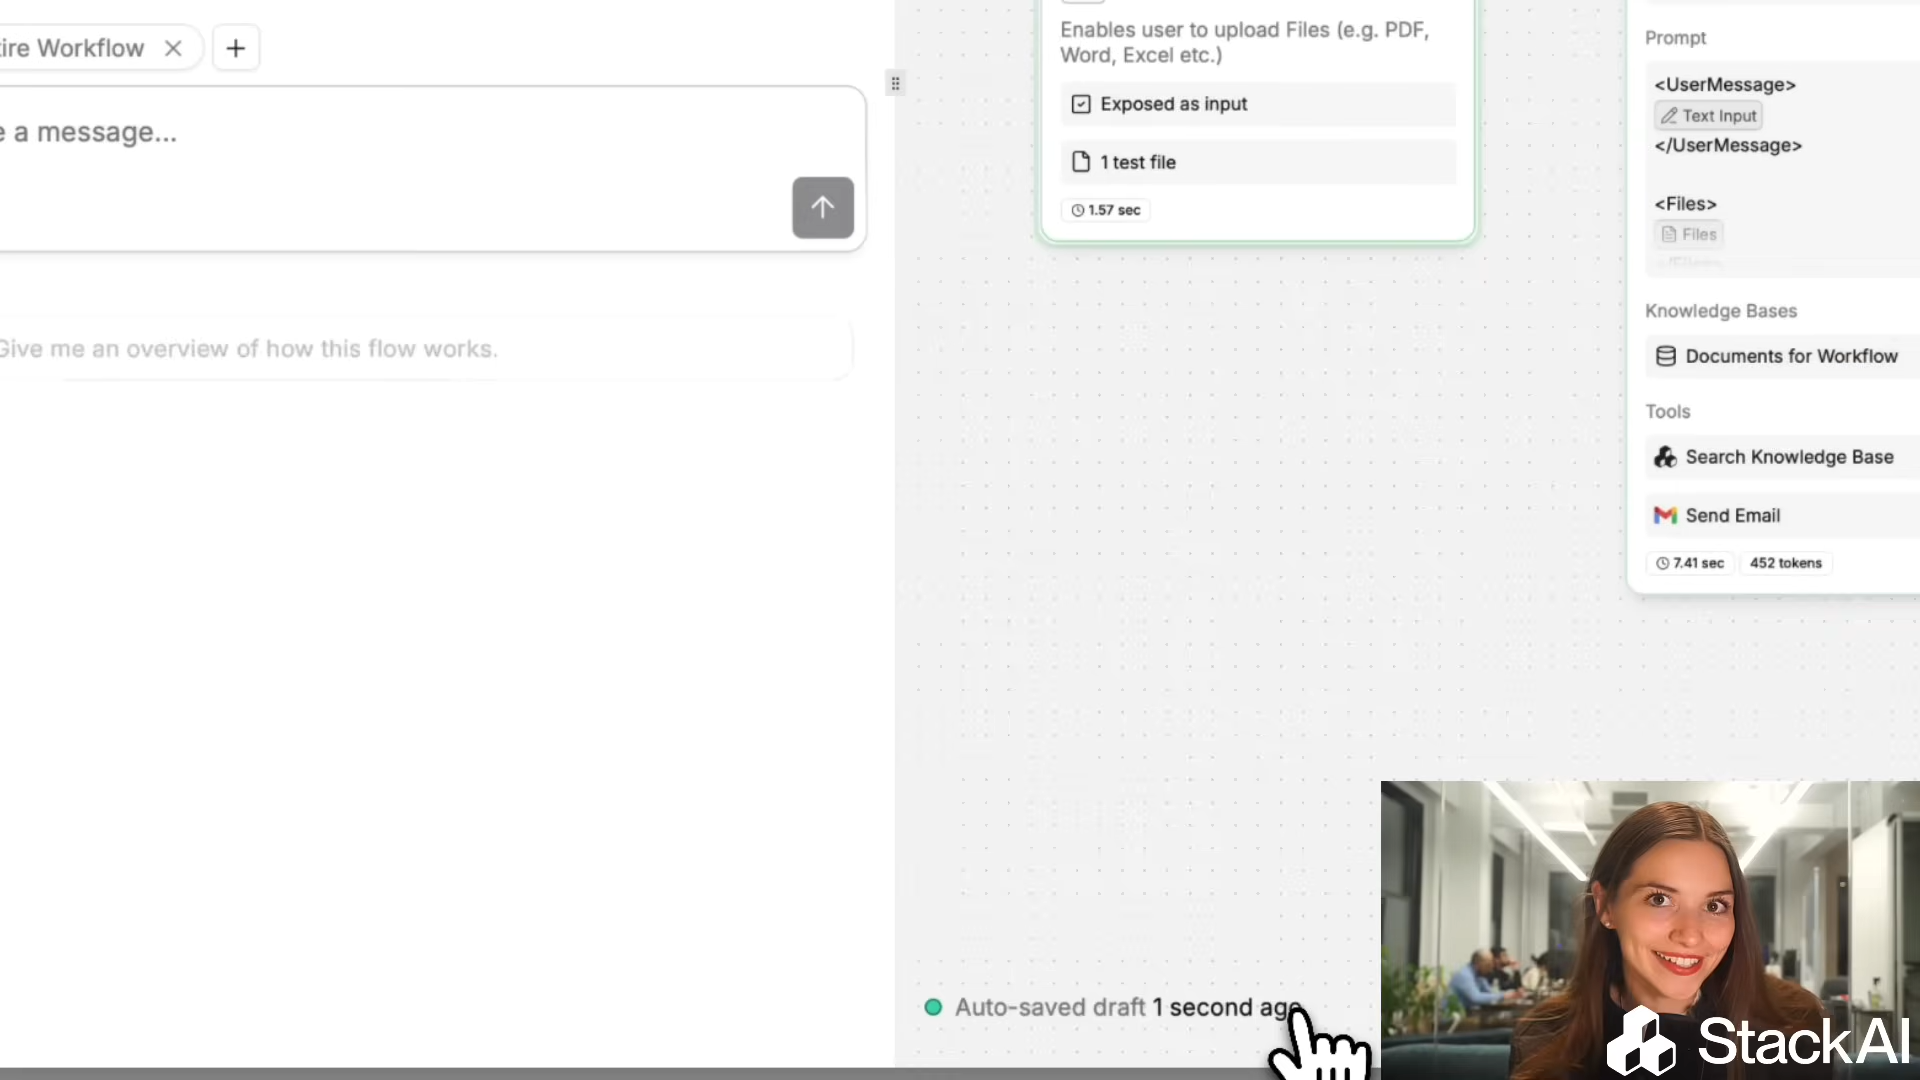 tire Workflow
e a message...
Give me an overview of how this flow works.
Enables user to upload Files (e.g. PDF,
Word, Excel etc.)
Exposed as input
1 test file
1.57 sec
Prompt
<UserMessage>
Text Input
</UserMessage>
<Files>
Files
Knowledge Bases
Documents for Workflow
Tools
Search Knowledge Base
Send Email
7.41 sec 452 tokens
Auto-saved draft 1 second ago
StackAI